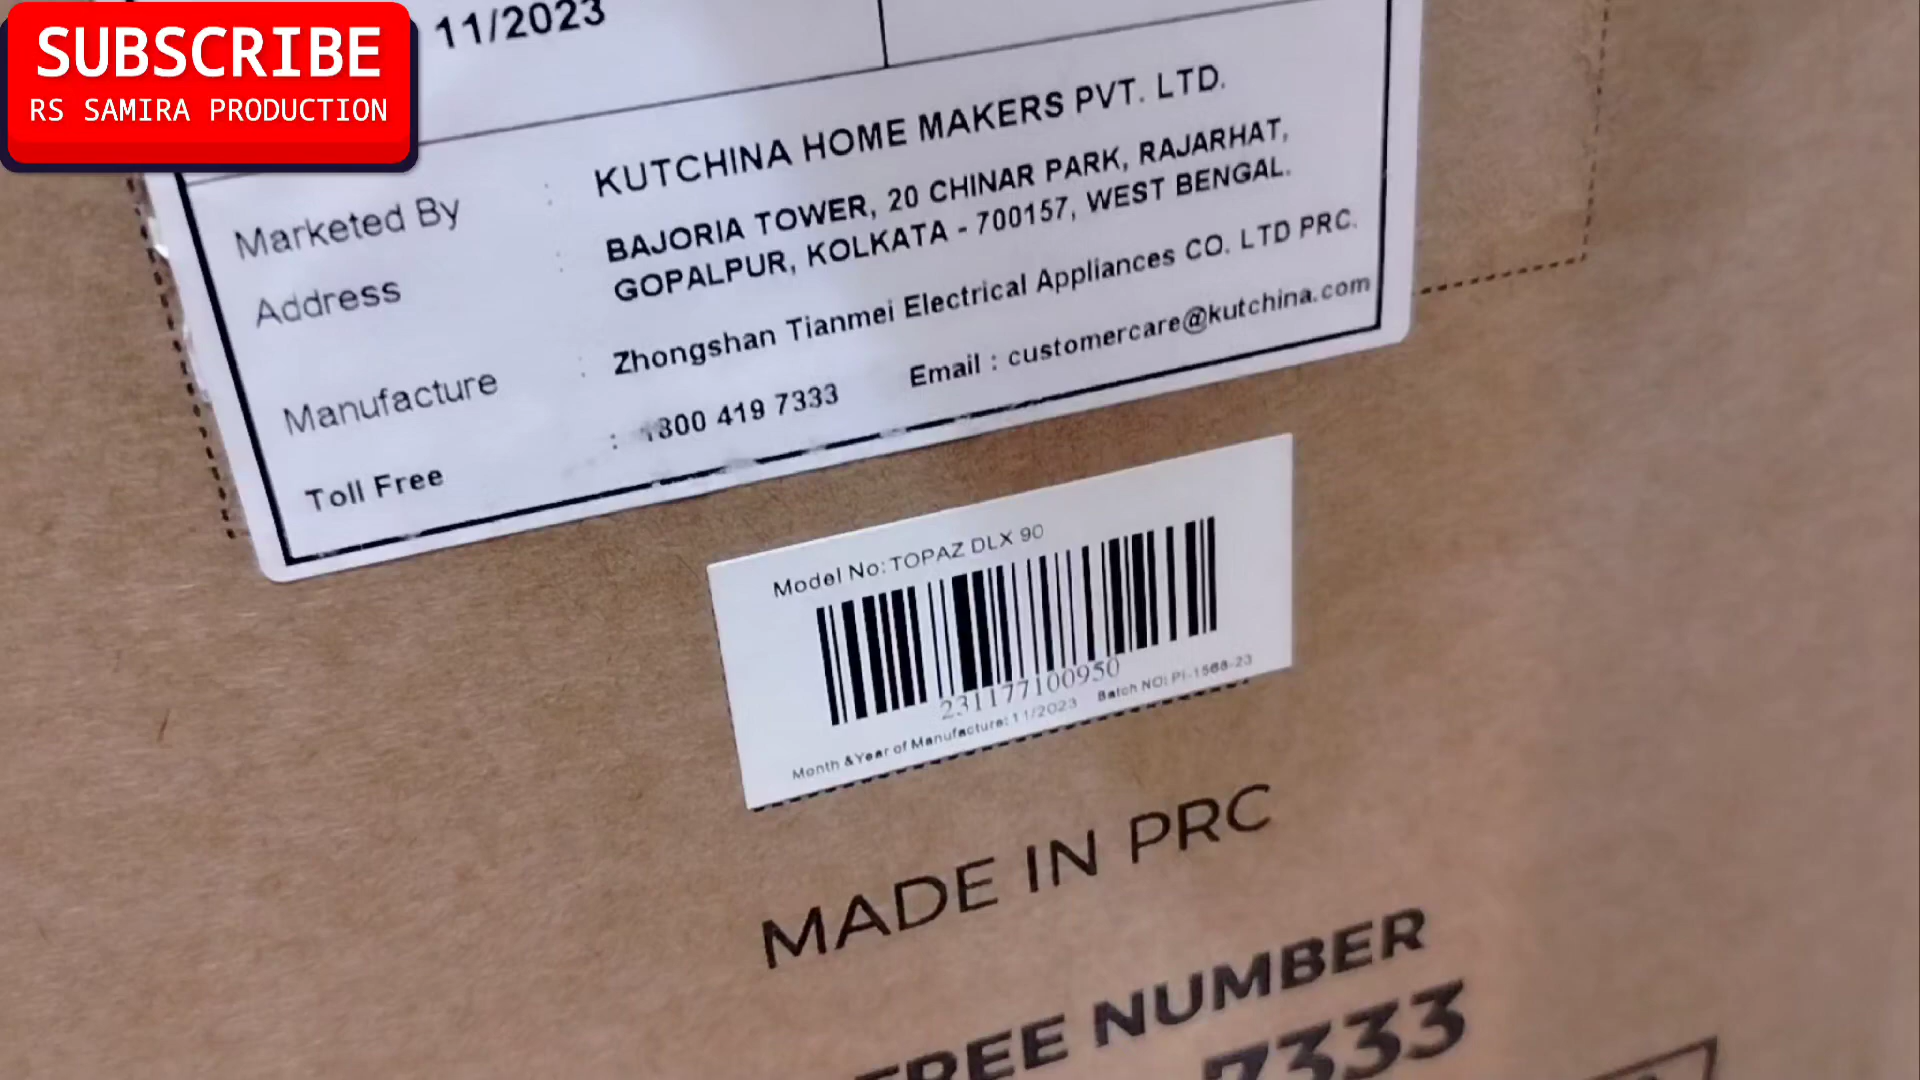 SUBSCRIBE
RS SAMIRA PRODUCTION
11/2023
Marketed By : KUTCHINA HOME MAKERS PVT. LTD.
Address : BAJORIA TOWER, 20 CHINAR PARK, RAJARHAT,
GOPALPUR, KOLKATA - 700157, WEST BENGAL.
Manufacture : Zhongshan Tianmei Electrical Appliances CO. LTD PRC.
Toll Free : 1800 419 7333 Email : customercare@kutchina.com
Model No: TOPAZ DLX 90
231177100950
Month &Year of Manufacture: 11/2023 Batch NO: PI-1568-23
MADE IN PRC
FREE NUMBER
7333